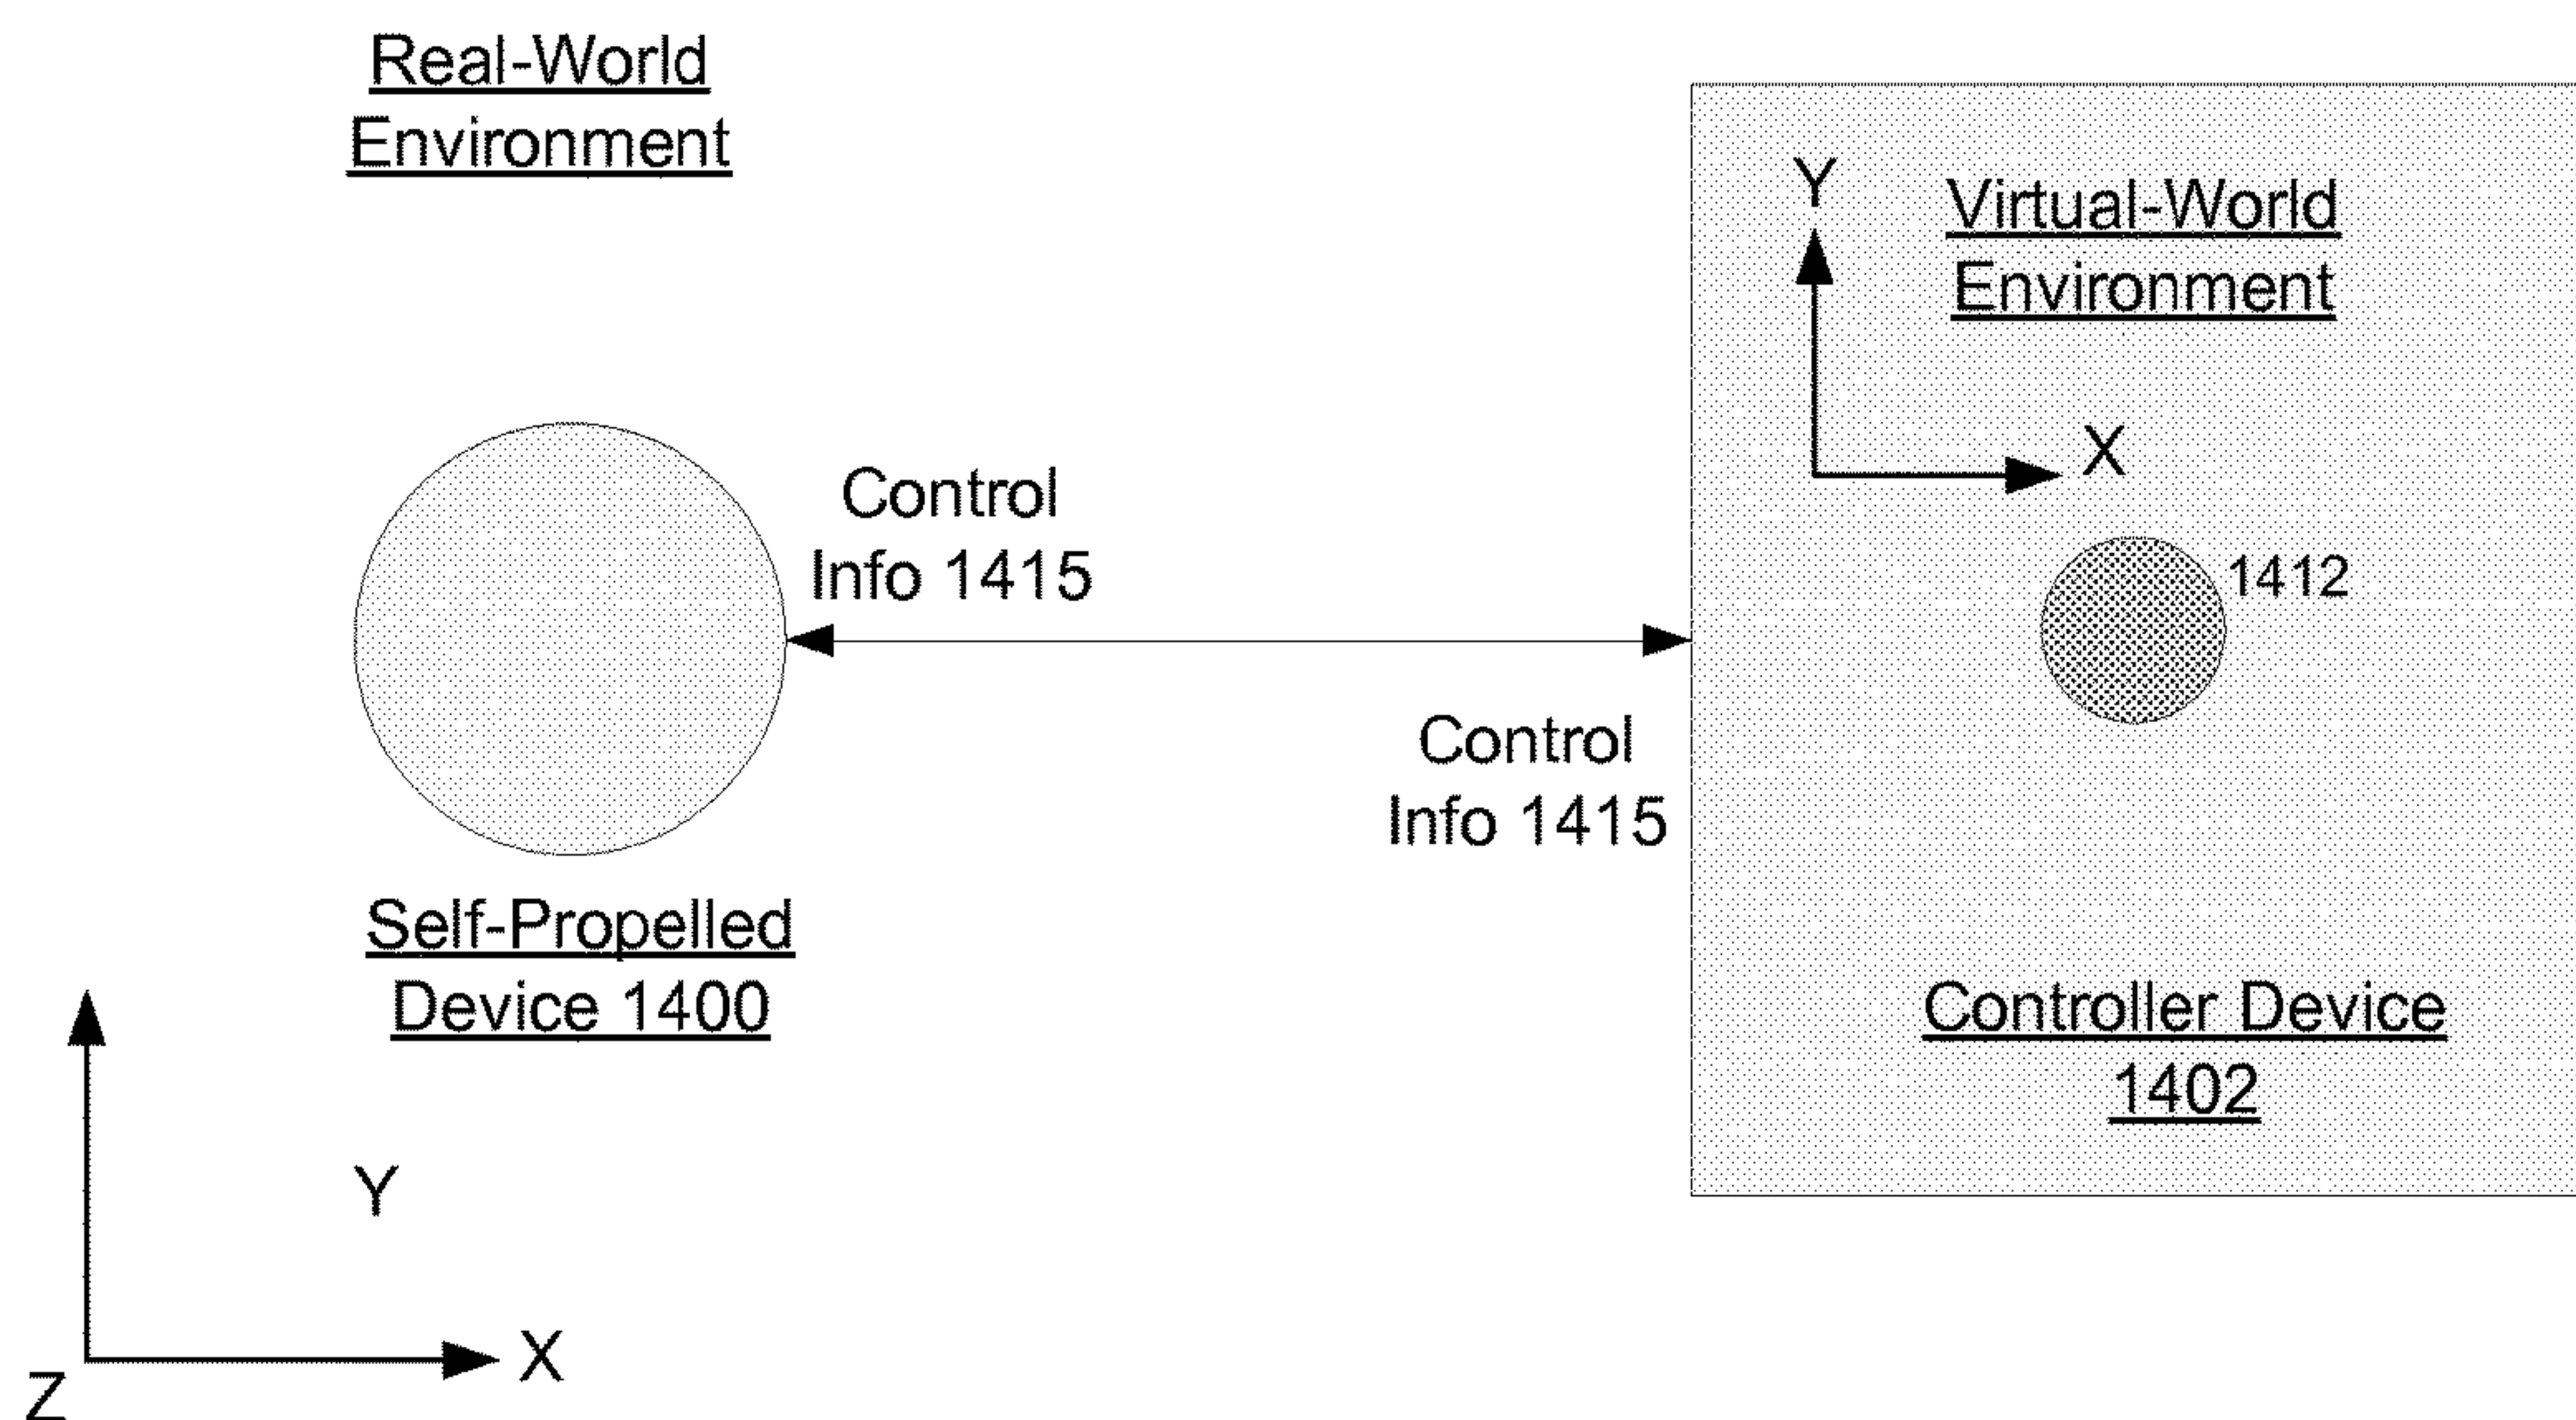 Real-World
Environment
Y
Virtual-World
Environment
X
Control
Info 1415
1412
Control
Info 1415
Self-Propelled
Device 1400
Controller Device
1402
Y
X
Z